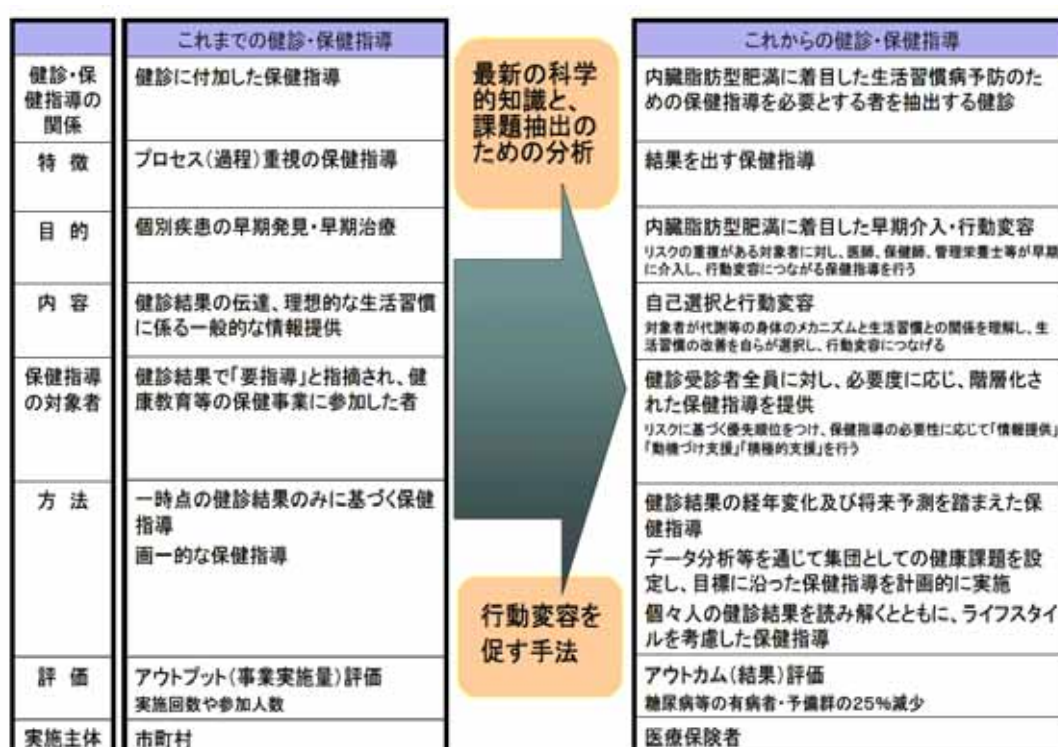 これまでの健診・保健指導
これからの健診・保健指導
健診・保
健指導の
関係
健診に付加した保健指導
最新の科学
的知識と、
課題抽出の
ための分析
内臓脂肪型肥満に着目した生活習慣病予防のた
めの保健指導を必要とする者を抽出する健診
特 徴
プロセス(過程)重視の保健指導
結果を出す保健指導
目 的
個別疾患の早期発見・早期治療
内臓脂肪型肥満に着目した早期介入・行動変容
リスクの重複がある対象者に対し、医師、保健師、管理栄養士等が早期
に介入し、行動変容につながる保健指導を行う
内 容
健診結果の伝達、理想的な生活習慣
に係る一般的な情報提供
自己選択と行動変容
対象者が代謝等の身体のメカニズムと生活習慣との関係を理解し、生
活習慣の改善を自らが選択し、行動変容につなげる
保健指導
の対象者
健診結果で「要指導」と指摘され、健
康教育等の保健事業に参加した者
健診受診者全員に対し、必要度に応じ、階層化さ
れた保健指導を提供
リスクに基づく優先順位をつけ、保健指導の必要性に応じて「情報提供」
「動機づけ支援」「積極的支援」を行う
方 法
一時点の健診結果のみに基づく保健
指導
画一的な保健指導
行動変容を
促す手法
健診結果の経年変化及び将来予測を踏まえた保
健指導
データ分析等を通じて集団としての健康課題を設
定し、目標に沿った保健指導を計画的に実施
個々人の健診結果を読み解くとともに、ライフスタイ
ルを考慮した保健指導
評 価
アウトプット(事業実施量)評価
実施回数や参加人数
アウトカム(結果)評価
糖尿病等の有病者・予備群の25%減少
実施主体
市町村
医療保険者